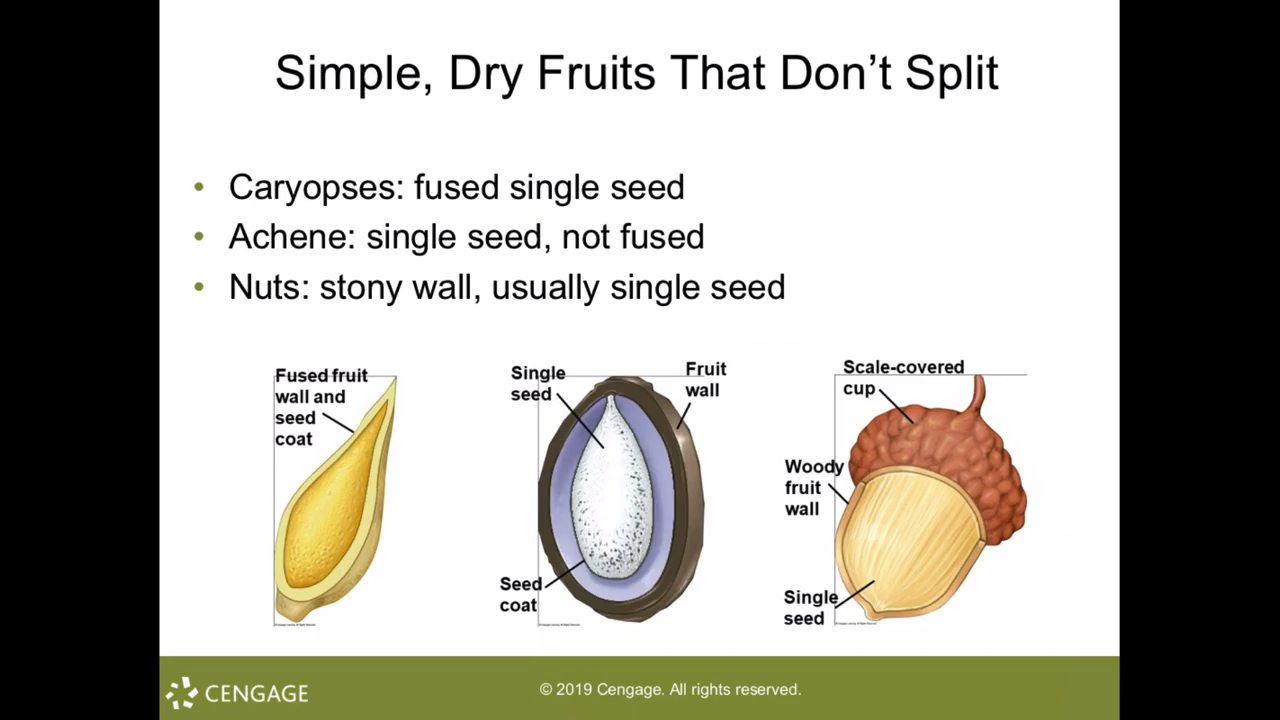 Simple, Dry Fruits That Don’t Split
• Caryopses: fused single seed
• Achene: single seed, not fused
• Nuts: stony wall, usually single seed
Fused fruit
wall and
seed
coat
Single
seed
Fruit
wall
Seed
coat
Scale-covered
cup
Woody
fruit
wall
Single
seed
CENGAGE
© 2019 Cengage. All rights reserved.